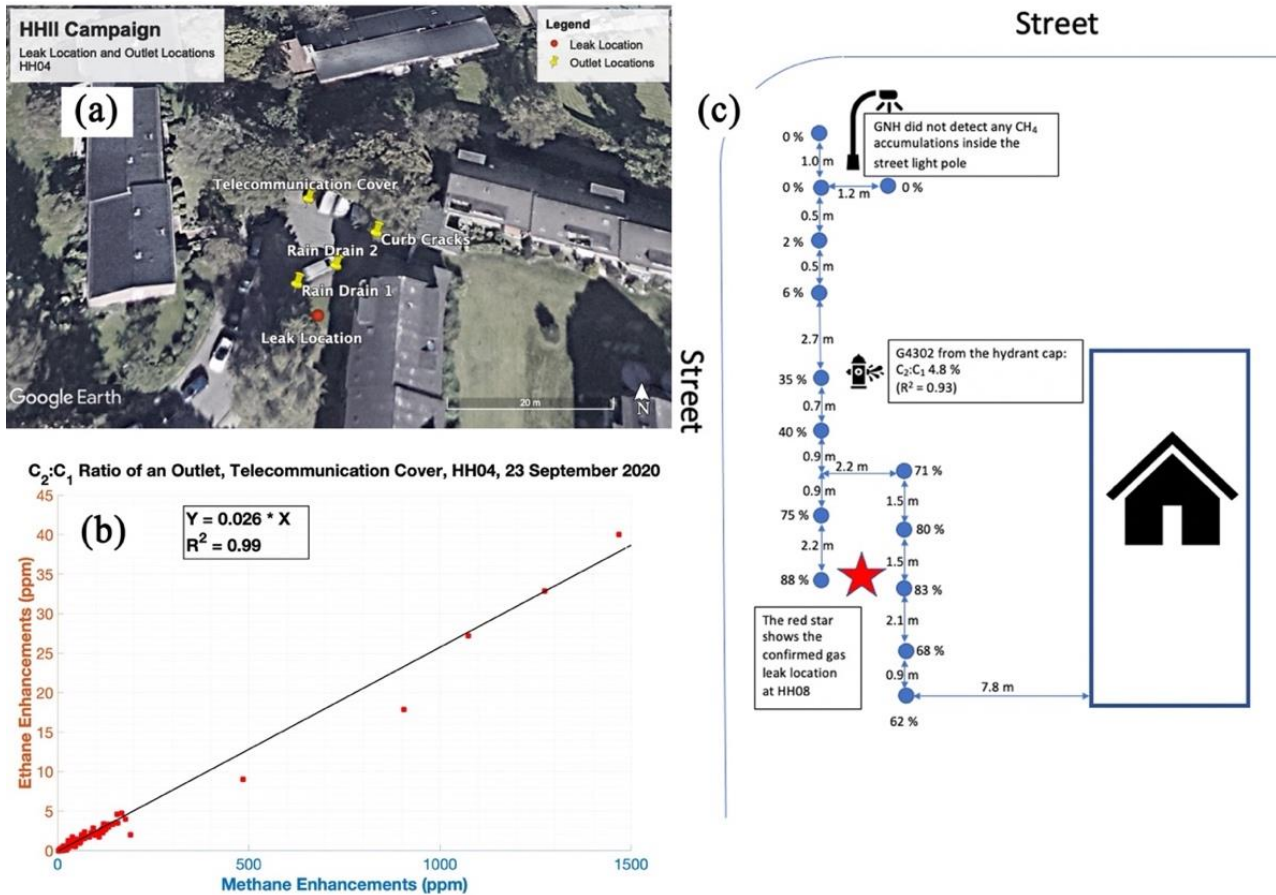 HHII Campaign
Leak Location and Outlet Locations
HH04
(a)
Legend
Leak Location
Outlet Locations
Telecommunication Cover
Curb Cracks
Rain Drain 2
Rain Drain 1
Leak Location
Google Earth
20 m
N
C₂:C₁ Ratio of an Outlet, Telecommunication Cover, HH04, 23 September 2020
(b)
Y = 0.026 * X
R² = 0.99
45
40
35
30
25
20
15
10
5
0
Ethane Enhancements (ppm)
0
500
1000
1500
Methane Enhancements (ppm)
Street
(c)
Street
0 %
1.0 m
GNH did not detect any CH₄
accumulations inside the
street light pole
0 %
1.2 m
0 %
0.5 m
2 %
0.5 m
6 %
2.7 m
G4302 from the hydrant cap:
C₂:C₁ 4.8 %
(R² = 0.93)
35 %
0.7 m
40 %
0.9 m
2.2 m
71 %
0.9 m
1.5 m
75 %
80 %
2.2 m
1.5 m
88 %
83 %
2.1 m
The red star
shows the
confirmed gas
leak location
at HH08
68 %
0.9 m
7.8 m
62 %